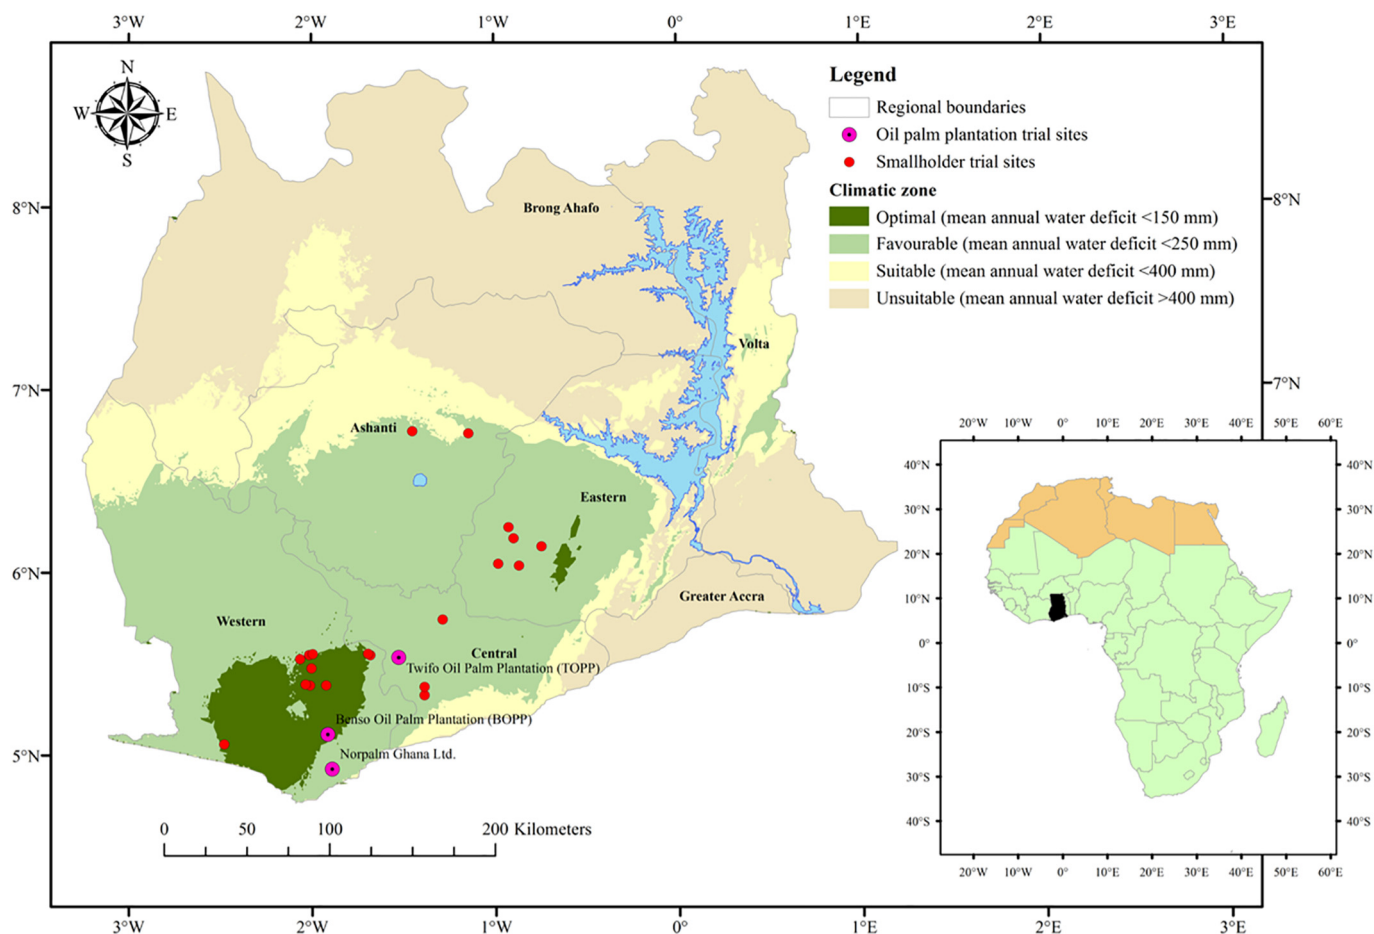 3°W 2°W 1°W 0° 1°E 2°E 3°E
N
W E
S
Legend
Regional boundaries
Oil palm plantation trial sites
Smallholder trial sites
Climatic zone
Optimal (mean annual water deficit <150 mm)
Favourable (mean annual water deficit <250 mm)
Suitable (mean annual water deficit <400 mm)
Unsuitable (mean annual water deficit >400 mm)
8°N 8°N
Brong Ahafo
Volta
7°N 7°N
Ashanti
Eastern
6°N 6°N
Greater Accra
Western
Central
Twifo Oil Palm Plantation (TOPP)
Benso Oil Palm Plantation (BOPP)
Norpalm Ghana Ltd.
5°N
0 50 100 200 Kilometers
3°W 2°W 1°W 0° 1°E 2°E 3°E
20°W 10°W 0° 10°E 20°E 30°E 40°E 50°E 60°E
40°N 40°N
30°N 30°N
20°N 20°N
10°N 10°N
0° 0°
10°S 10°S
20°S 20°S
30°S 30°S
40°S 40°S
20°W 10°W 0° 10°E 20°E 30°E 40°E 50°E 60°E